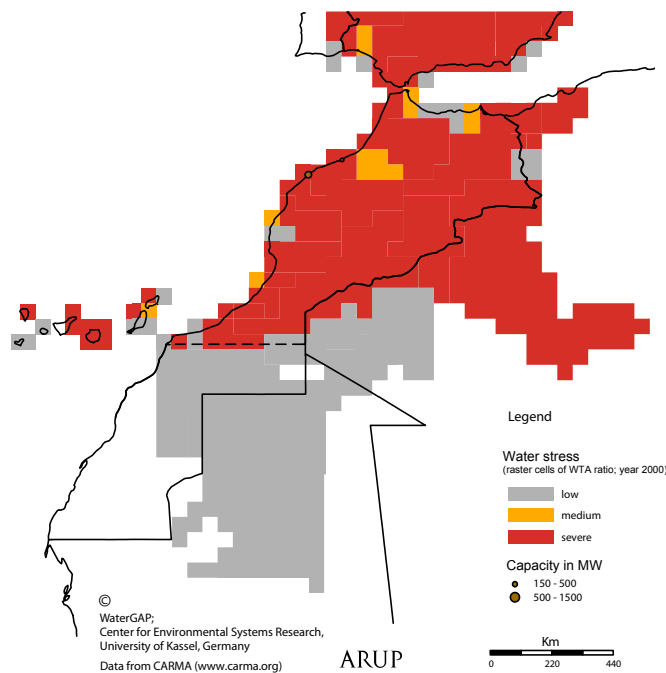 Legend
Water stress
(raster cells of WTA ratio; year 2000)
low
medium
severe
Capacity in MW
150 - 500
500 - 1500
©
WaterGAP;
Center for Environmental Systems Research,
University of Kassel, Germany
Data from CARMA (www.carma.org)
ARUP
Km
0 220 440